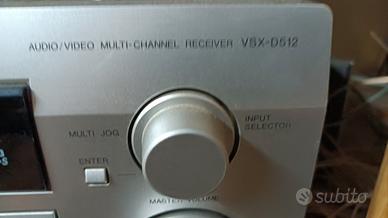 AUDIO/VIDEO MULTI-CHANNEL RECEIVER VSX-D512
MULTI JOG
INPUT
SELECTOR
ENTER
MASTER VOLUME
subito